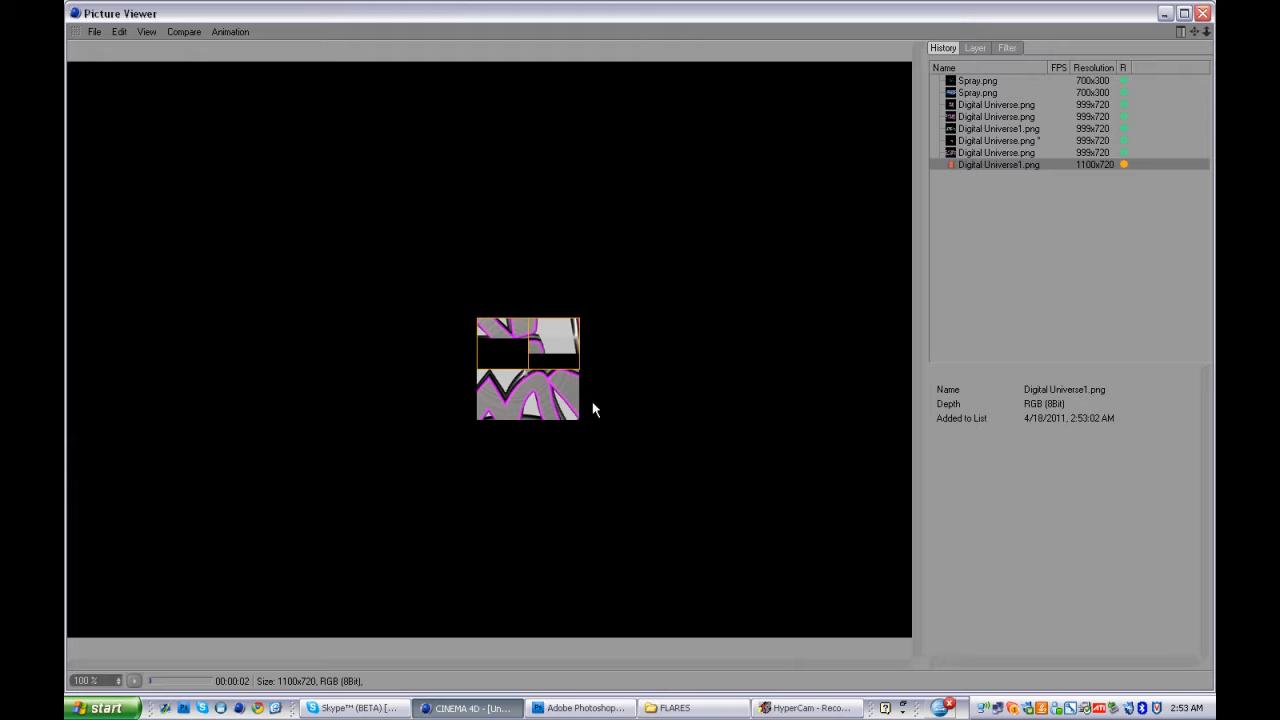 Picture Viewer
File Edit View Compare Animation
History Layer Filter
Name FPS Resolution R
Spray.png 700x300
Spray.png 700x300
Digital Universe.png 999x720
Digital Universe.png 999x720
Digital Universe1.png 999x720
Digital Universe.png * 999x720
Digital Universe.png 999x720
Digital Universe1.png 1100x720
Name Digital Universe1.png
Depth RGB (8Bit)
Added to List 4/18/2011, 2:53:02 AM
100 % 00:00:02 Size: 1100x720, RGB (8Bit),
start Skype™ (BETA) [... CINEMA 4D - [Un... Adobe Photoshop... FLARES HyperCam - Reco... 2:53 AM